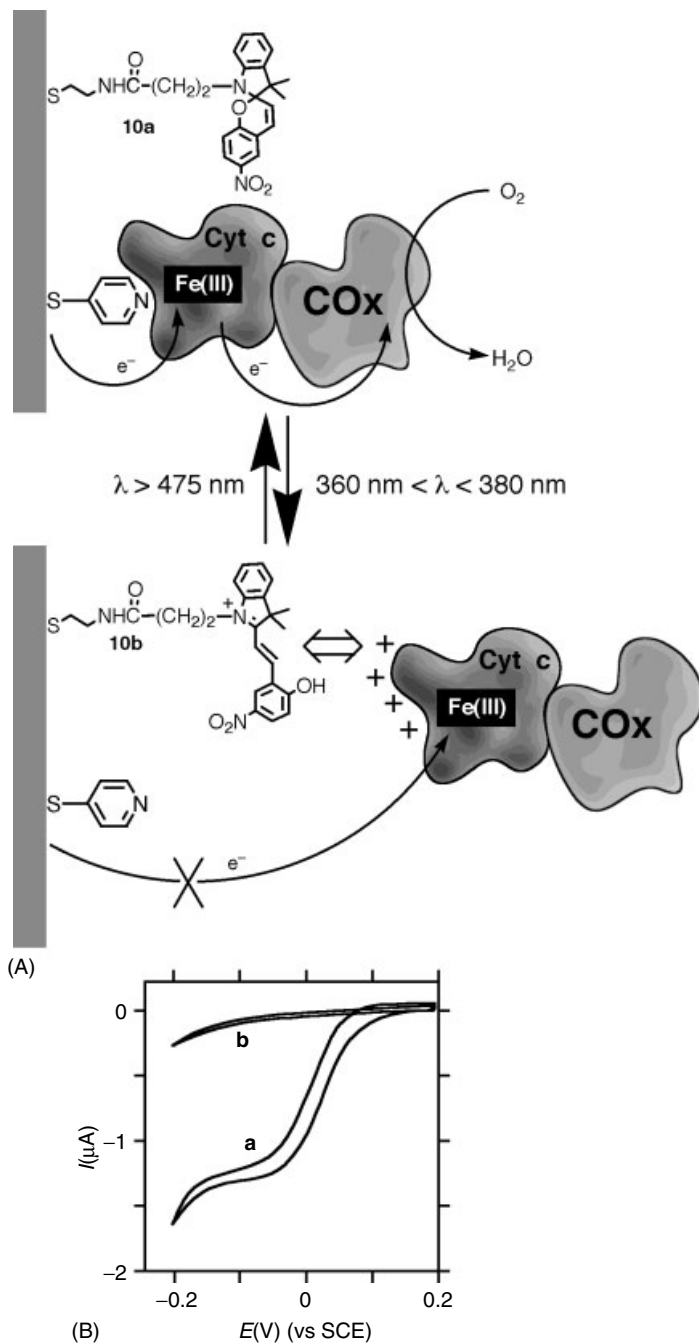 O
S NHC(CH₂)₂ N
10a
O
NO₂
O₂
Cyt c
Fe(III)
COx
S N
e⁻ e⁻
H₂O
λ > 475 nm 360 nm < λ < 380 nm
O
S NHC (CH₂)₂ N +
10b
OH
O₂N
+
+
+
+
Cyt c
Fe(III)
COx
S N
e⁻
(A)
0
b
a
I(μA)
−1
−2
−0.2 0 0.2
(B) E(V) (vs SCE)